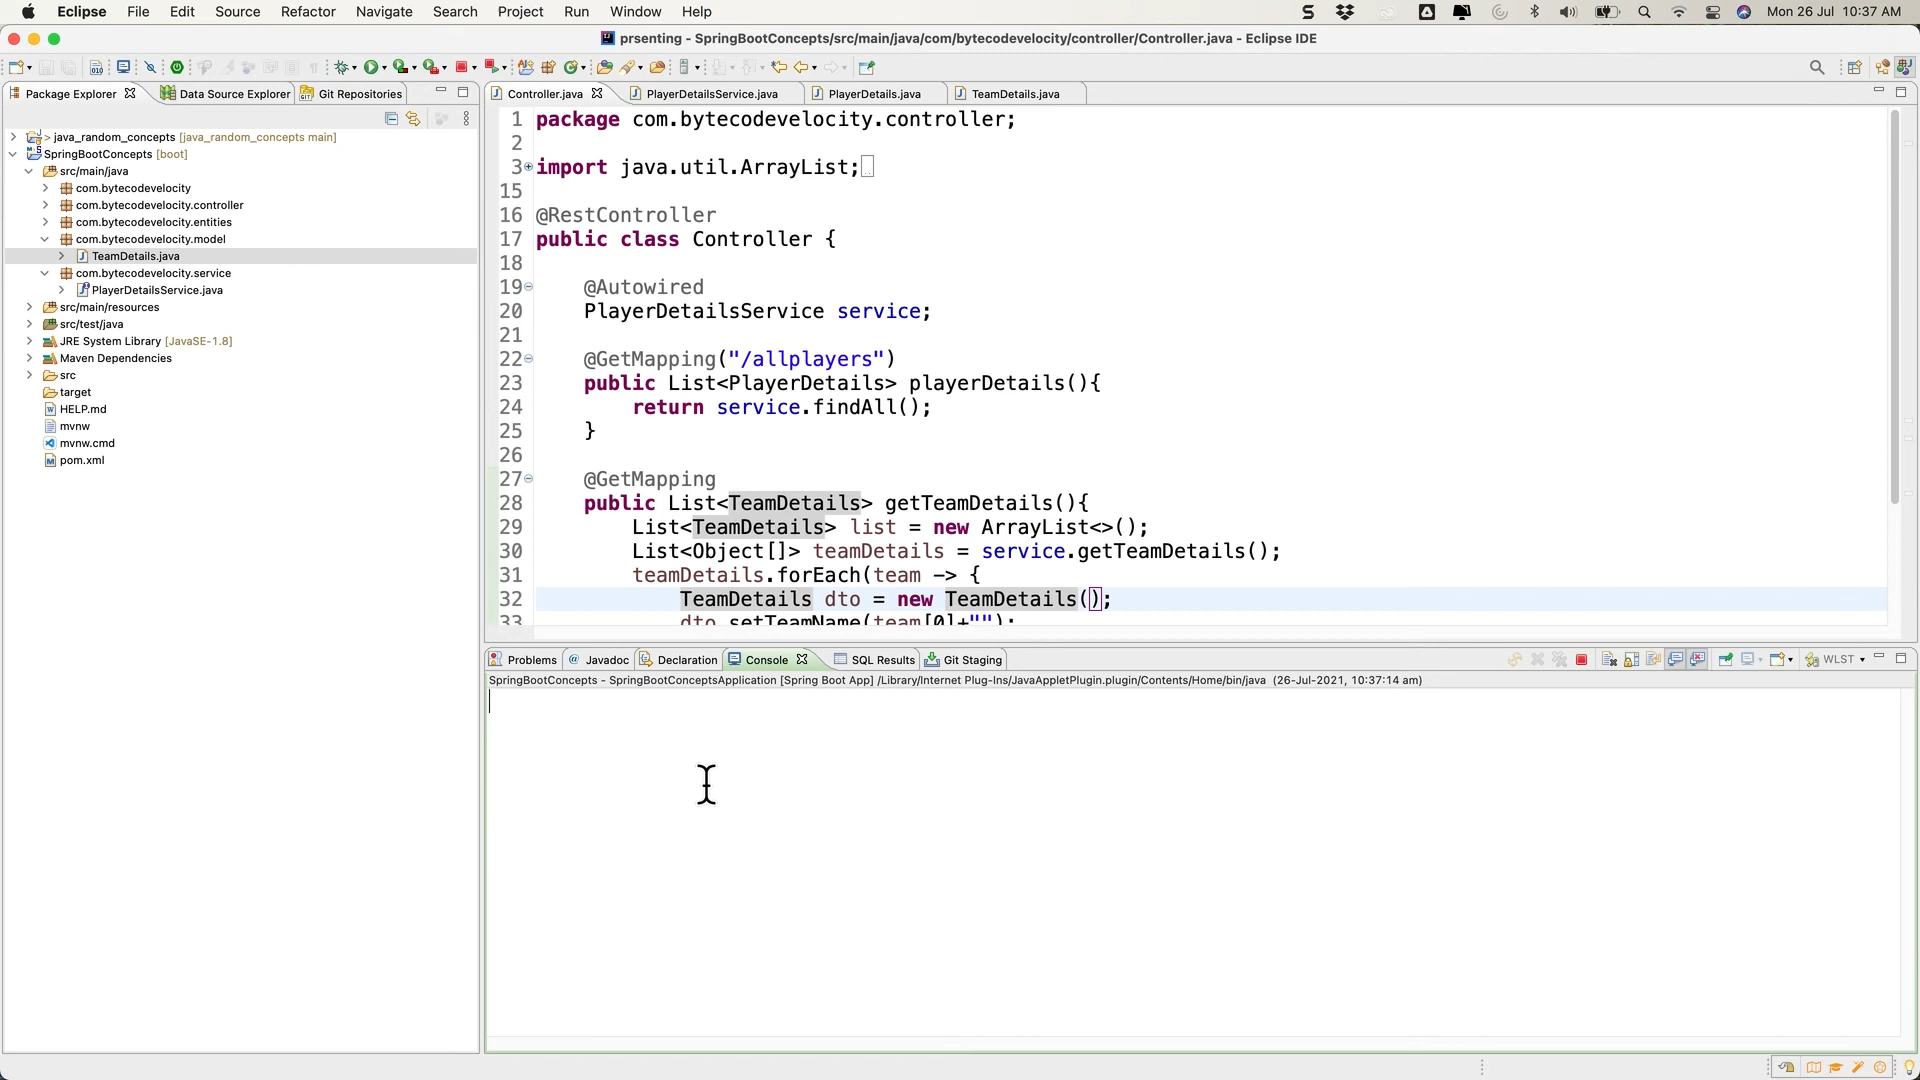 Eclipse File Edit Source Refactor Navigate Search Project Run Window Help
Mon 26 Jul 10:37 AM
prsenting - SpringBootConcepts/src/main/java/com/bytecodevelocity/controller/Controller.java - Eclipse IDE
Package Explorer Data Source Explorer Git Repositories
> java_random_concepts [java_random_concepts main]
SpringBootConcepts [boot]
src/main/java
com.bytecodevelocity
com.bytecodevelocity.controller
com.bytecodevelocity.entities
com.bytecodevelocity.model
TeamDetails.java
com.bytecodevelocity.service
PlayerDetailsService.java
src/main/resources
src/test/java
JRE System Library [JavaSE-1.8]
Maven Dependencies
src
target
HELP.md
mvnw
mvnw.cmd
pom.xml
Controller.java PlayerDetailsService.java PlayerDetails.java TeamDetails.java
1 package com.bytecodevelocity.controller;
2
3 import java.util.ArrayList;
15
16 @RestController
17 public class Controller {
18
19 @Autowired
20 PlayerDetailsService service;
21
22 @GetMapping("/allplayers")
23 public List<PlayerDetails> playerDetails(){
24 return service.findAll();
25 }
26
27 @GetMapping
28 public List<TeamDetails> getTeamDetails(){
29 List<TeamDetails> list = new ArrayList<>();
30 List<Object[]> teamDetails = service.getTeamDetails();
31 teamDetails.forEach(team -> {
32 TeamDetails dto = new TeamDetails();
33 dto.setTeamName(team[0]+"");
Problems Javadoc Declaration Console SQL Results Git Staging
WLST
SpringBootConcepts - SpringBootConceptsApplication [Spring Boot App] /Library/Internet Plug-Ins/JavaAppletPlugin.plugin/Contents/Home/bin/java (26-Jul-2021, 10:37:14 am)